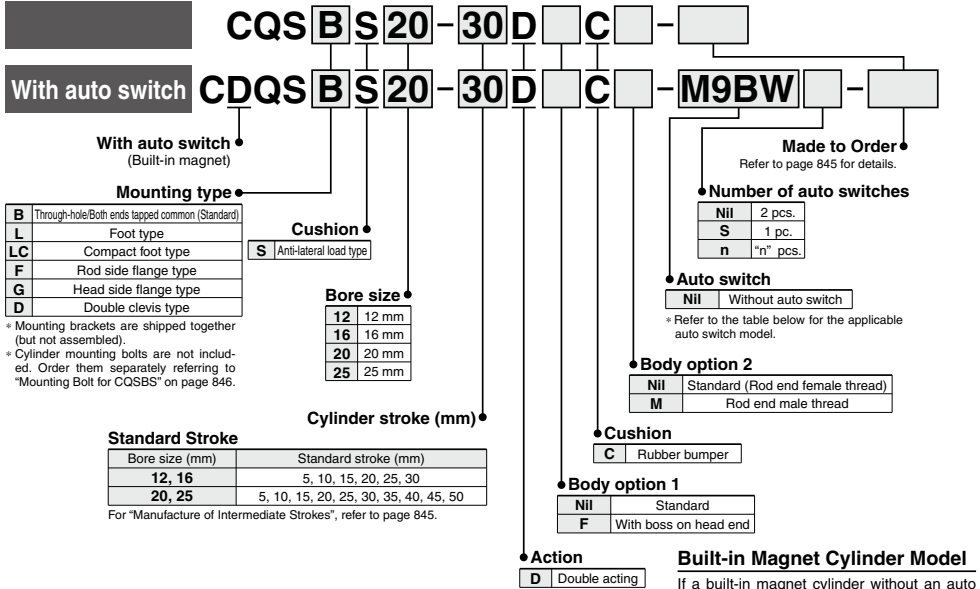 CQS B S 20 - 30 D C -
With auto switch CDQS B S 20 - 30 D C - M9BW -
With auto switch
(Built-in magnet)
Mounting type
B Through-hole/Both ends tapped common (Standard)
L Foot type
LC Compact foot type
F Rod side flange type
G Head side flange type
D Double clevis type
* Mounting brackets are shipped together
(but not assembled).
* Cylinder mounting bolts are not includ-
ed. Order them separately referring to
“Mounting Bolt for CQSBS” on page 846.
Cushion
S Anti-lateral load type
Bore size
12 12 mm
16 16 mm
20 20 mm
25 25 mm
Cylinder stroke (mm)
Standard Stroke
Bore size (mm) Standard stroke (mm)
12, 16 5, 10, 15, 20, 25, 30
20, 25 5, 10, 15, 20, 25, 30, 35, 40, 45, 50
For “Manufacture of Intermediate Strokes”, refer to page 845.
Made to Order
Refer to page 845 for details.
Number of auto switches
Nil 2 pcs.
S 1 pc.
n “n” pcs.
Auto switch
Nil Without auto switch
* Refer to the table below for the applicable
auto switch model.
Body option 2
Nil Standard (Rod end female thread)
M Rod end male thread
Cushion
C Rubber bumper
Body option 1
Nil Standard
F With boss on head end
Action
D Double acting
Built-in Magnet Cylinder Model
If a built-in magnet cylinder without an auto